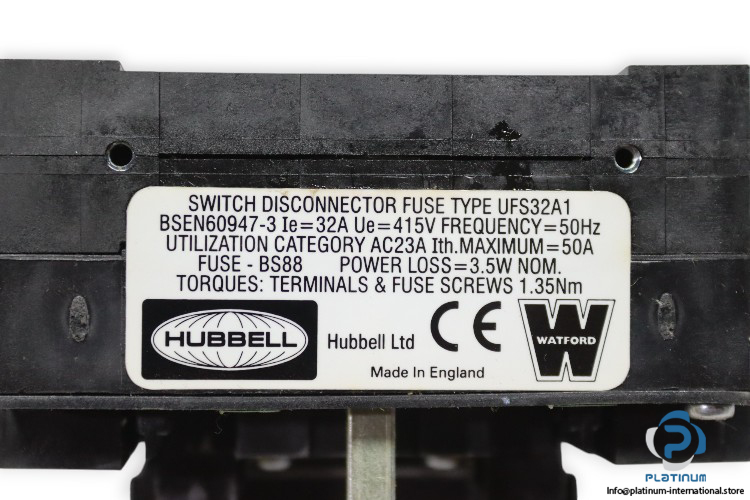 SWITCH DISCONNECTOR FUSE TYPE UFS32A1
BSEN60947-3 Ie=32A Ue=415V FREQUENCY=50Hz
UTILIZATION CATEGORY AC23A Ith.MAXIMUM=50A
FUSE - BS88 POWER LOSS=3.5W NOM.
TORQUES: TERMINALS & FUSE SCREWS 1.35Nm
HUBBELL
Hubbell Ltd
CE
W
WATFORD
Made In England
P
PLATINUM
Info@platinum-international.store